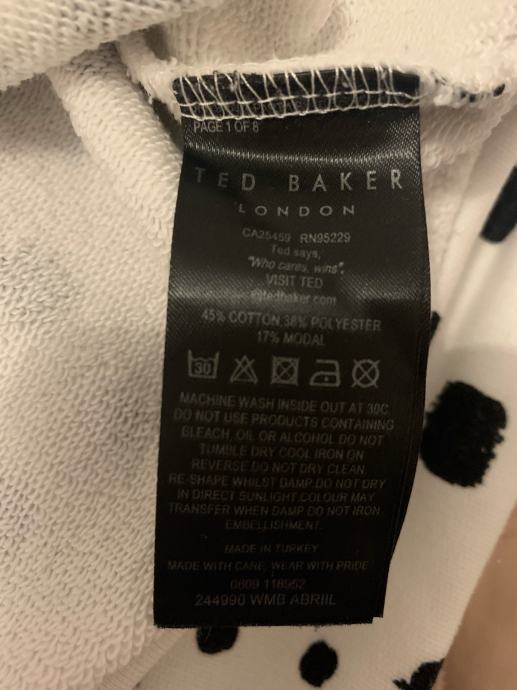 PAGE 1 OF 8
TED BAKER
LONDON
CA25459 RN95229
Ted says,
"Who cares, wins".
VISIT TED
@tedbaker.com
45% COTTON,38% POLYESTER
17% MODAL
30
MACHINE WASH INSIDE OUT AT 30C.
DO NOT USE PRODUCTS CONTAINING
BLEACH, OIL OR ALCOHOL DO NOT
TUMBLE DRY COOL IRON ON
REVERSE DO NOT DRY CLEAN.
RE-SHAPE WHILST DAMP.DO NOT DRY
IN DIRECT SUNLIGHT.COLOUR MAY
TRANSFER WHEN DAMP DO NOT IRON
EMBELLISHMENT.
MADE IN TURKEY
MADE WITH CARE, WEAR WITH PRIDE
0809 118952
244990 WMB ABRIIL